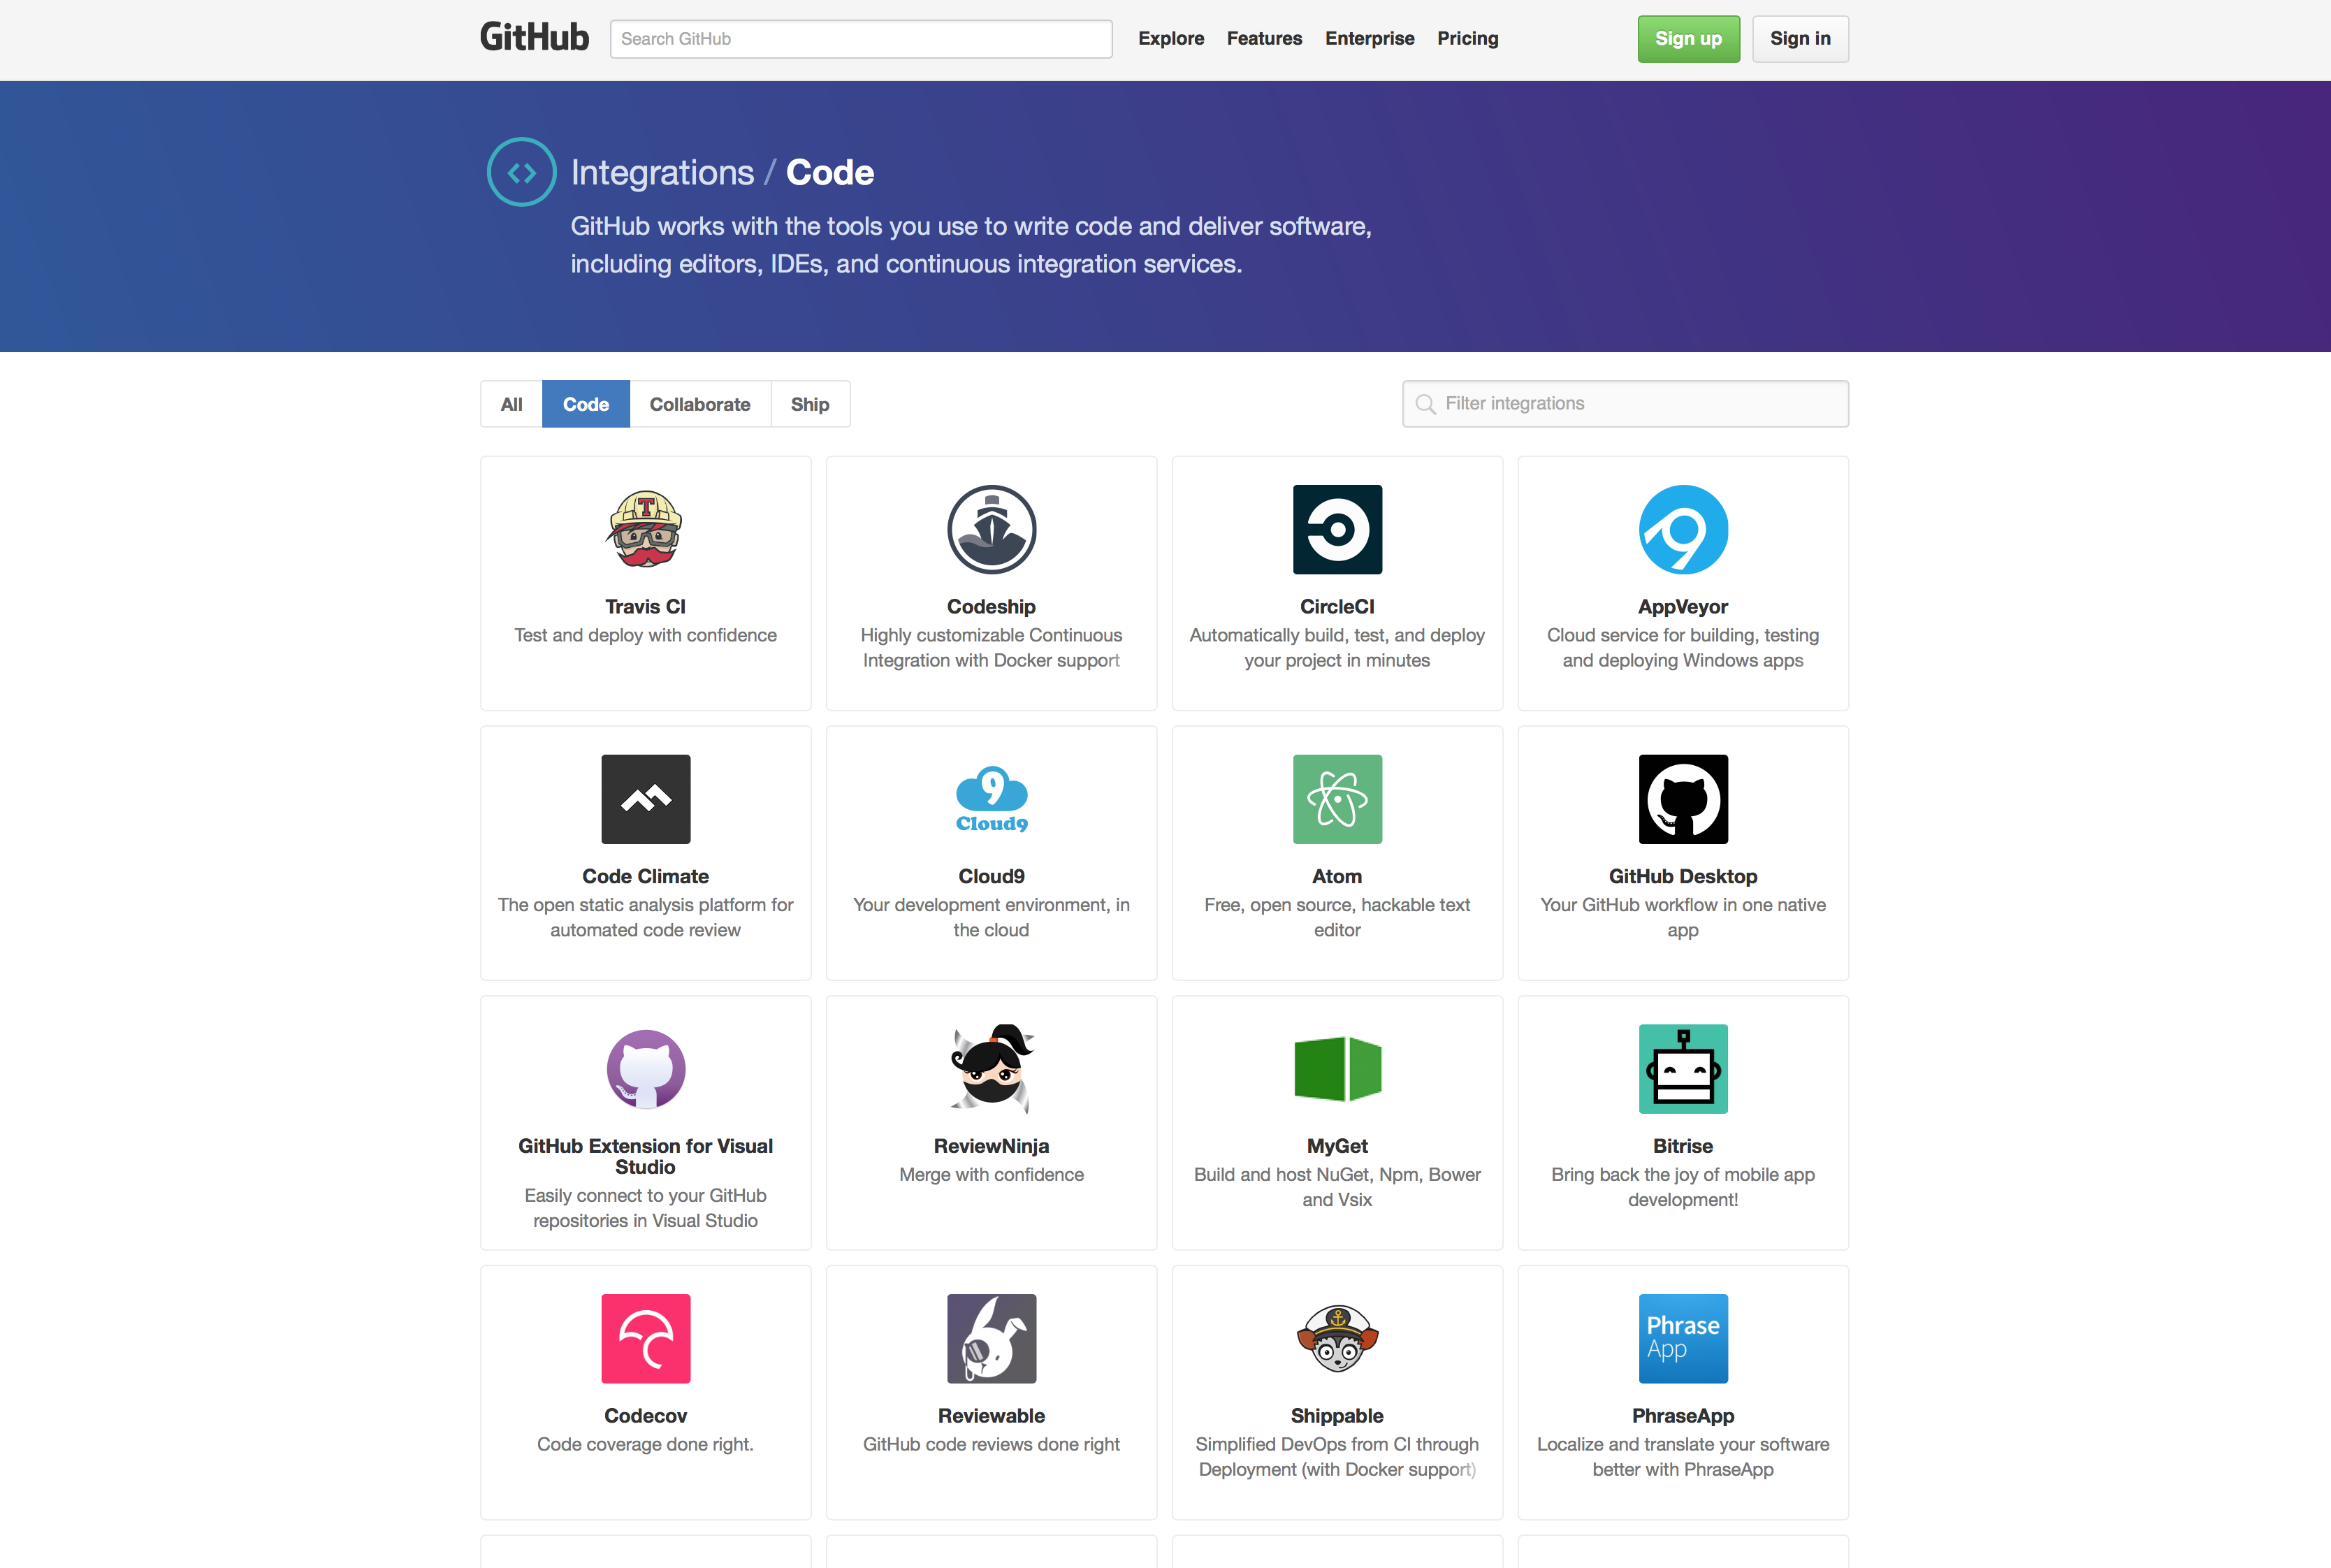 GitHub
Search GitHub
Explore
Features
Enterprise
Pricing
Sign up
Sign in
Integrations / Code
GitHub works with the tools you use to write code and deliver software,
including editors, IDEs, and continuous integration services.
All
Code
Collaborate
Ship
Filter integrations
T
Travis CI
Test and deploy with confidence
Codeship
Highly customizable Continuous
Integration with Docker support
CircleCI
Automatically build, test, and deploy
your project in minutes
AppVeyor
Cloud service for building, testing
and deploying Windows apps
Code Climate
The open static analysis platform for
automated code review
9
Cloud9
Cloud9
Your development environment, in
the cloud
Atom
Free, open source, hackable text
editor
GitHub Desktop
Your GitHub workflow in one native
app
GitHub Extension for Visual
Studio
Easily connect to your GitHub
repositories in Visual Studio
ReviewNinja
Merge with confidence
MyGet
Build and host NuGet, Npm, Bower
and Vsix
Bitrise
Bring back the joy of mobile app
development!
Codecov
Code coverage done right.
Reviewable
GitHub code reviews done right
Shippable
Simplified DevOps from CI through
Deployment (with Docker support)
Phrase
App
PhraseApp
Localize and translate your software
better with PhraseApp